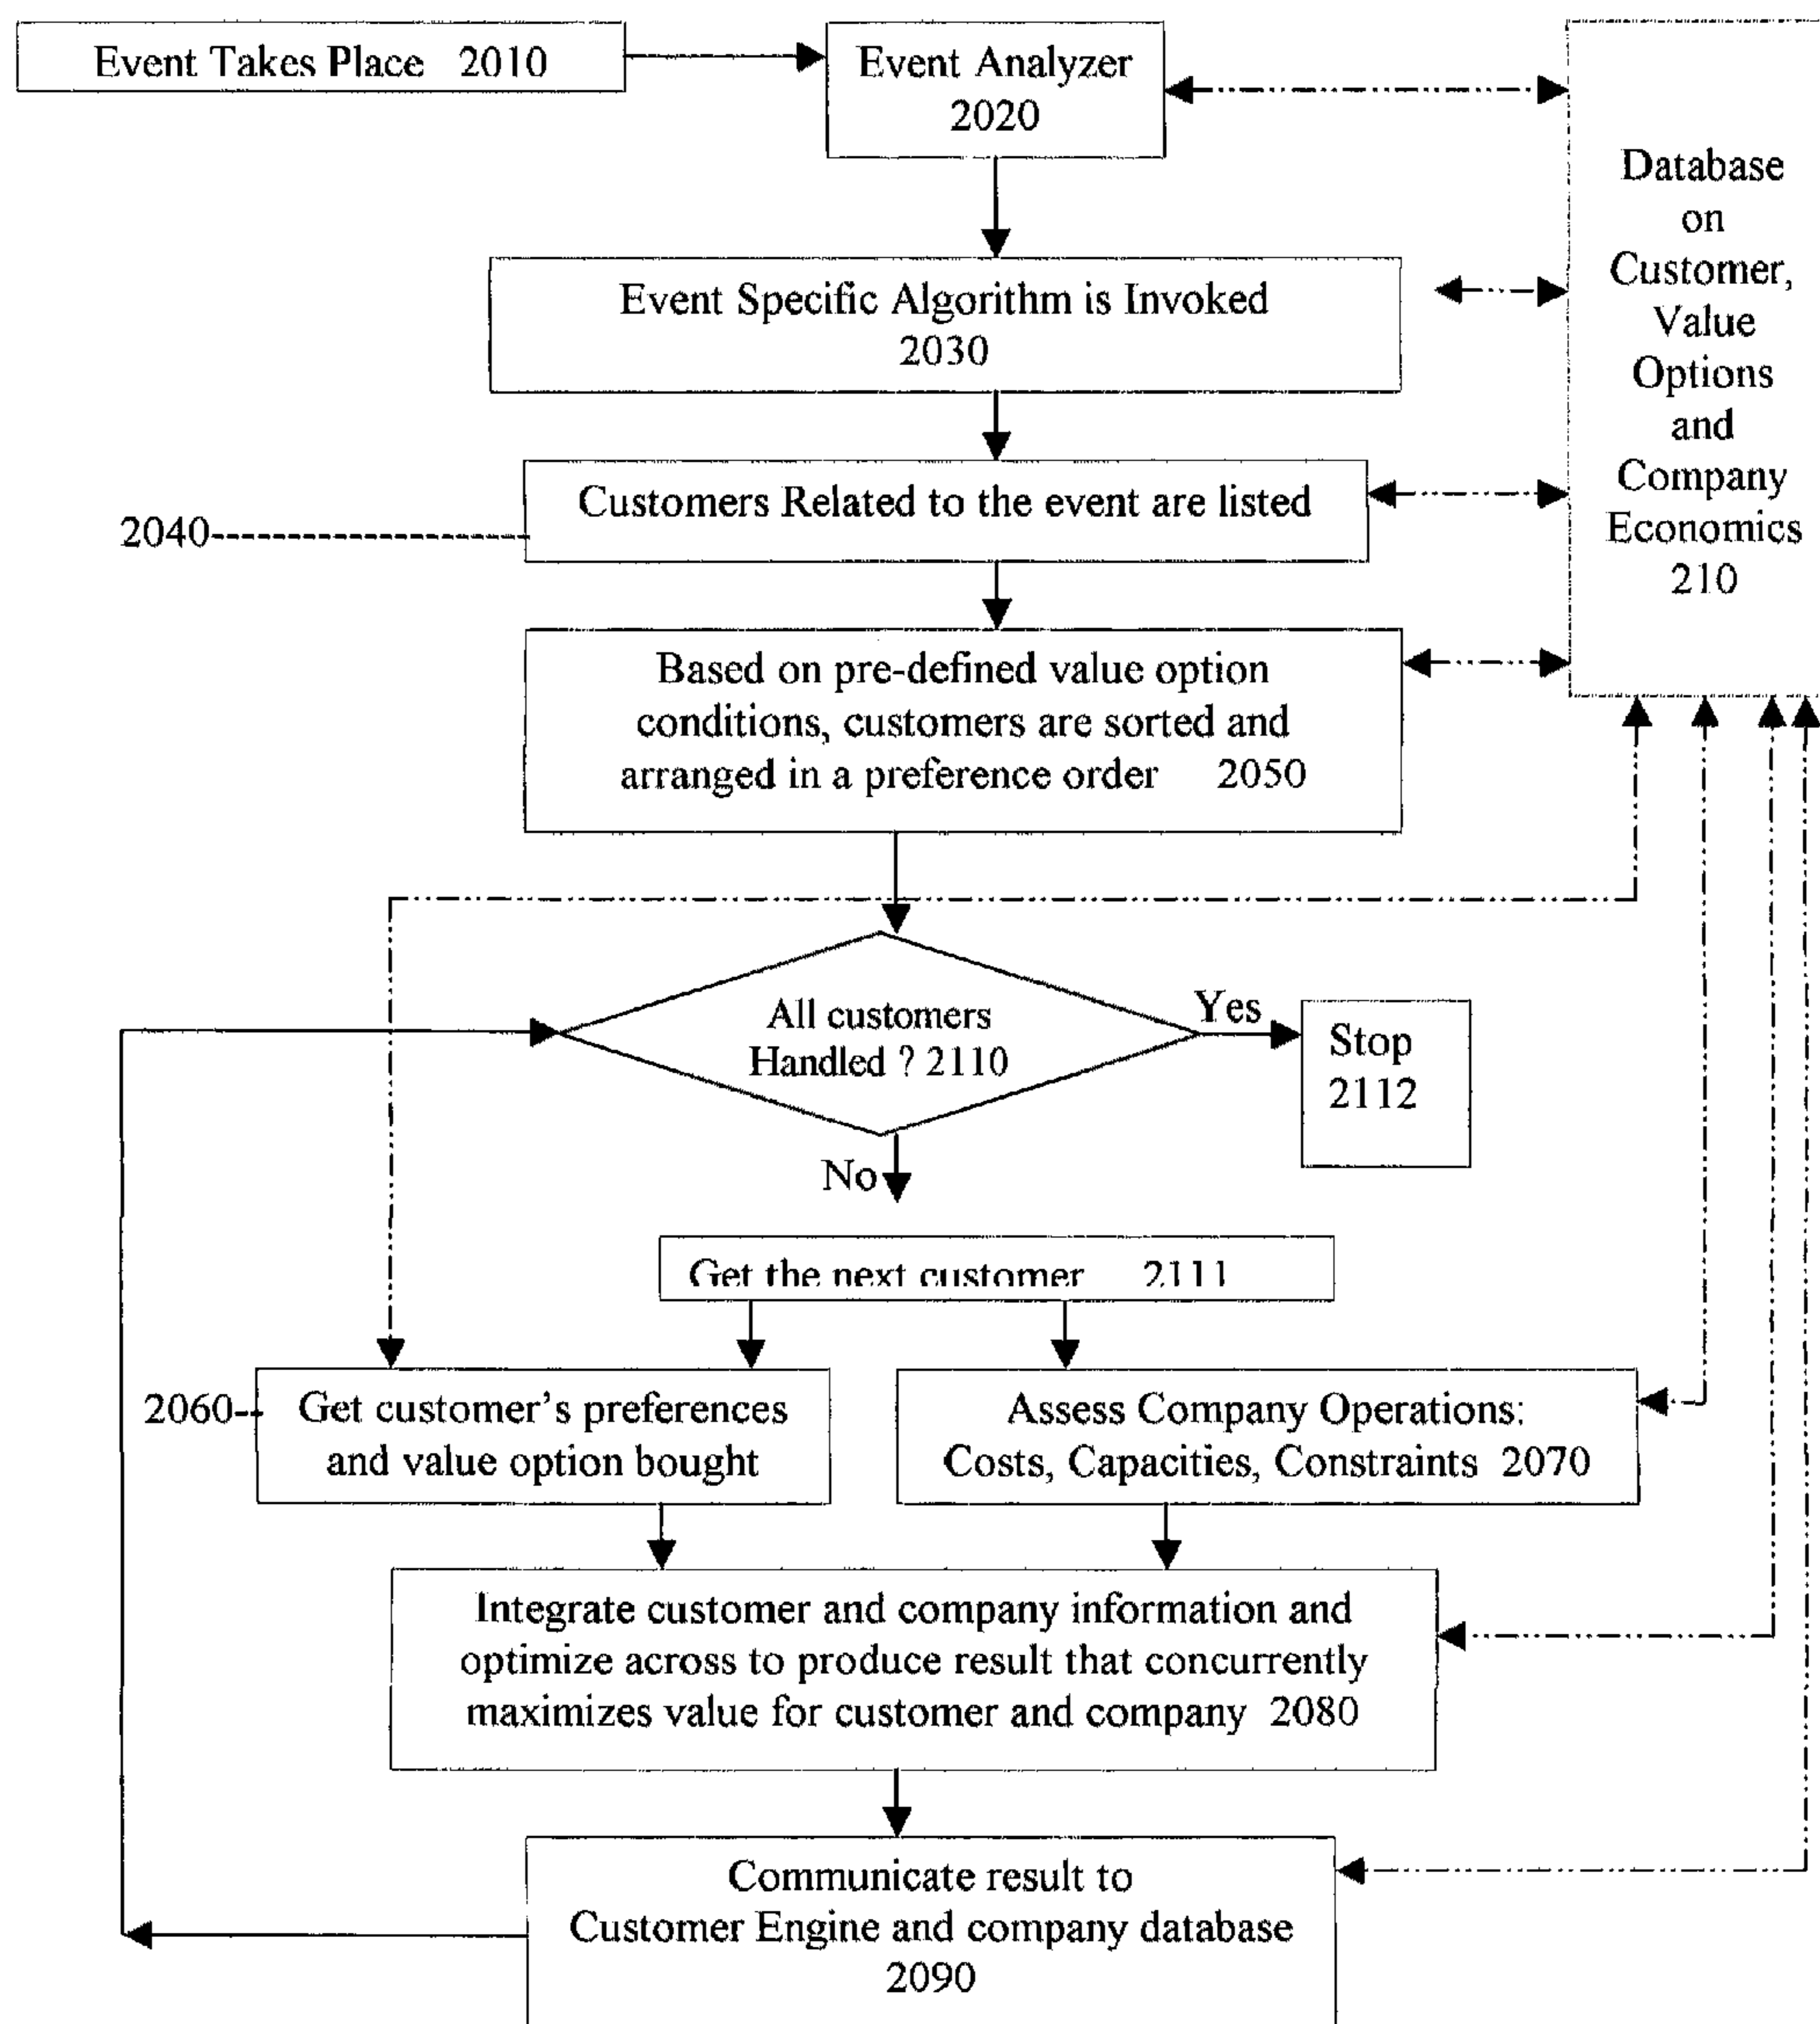 Event Takes Place 2010
Event Analyzer
2020
Database
on
Customer,
Value
Options
and
Company
Economics
210
Event Specific Algorithm is Invoked
2030
Customers Related to the event are listed
2040
Based on pre-defined value option
conditions, customers are sorted and
arranged in a preference order 2050
All customers
Handled ? 2110
Yes
Stop
2112
No
Get the next customer 2111
2060
Get customer's preferences
and value option bought
Assess Company Operations:
Costs, Capacities, Constraints 2070
Integrate customer and company information and
optimize across to produce result that concurrently
maximizes value for customer and company 2080
Communicate result to
Customer Engine and company database
2090